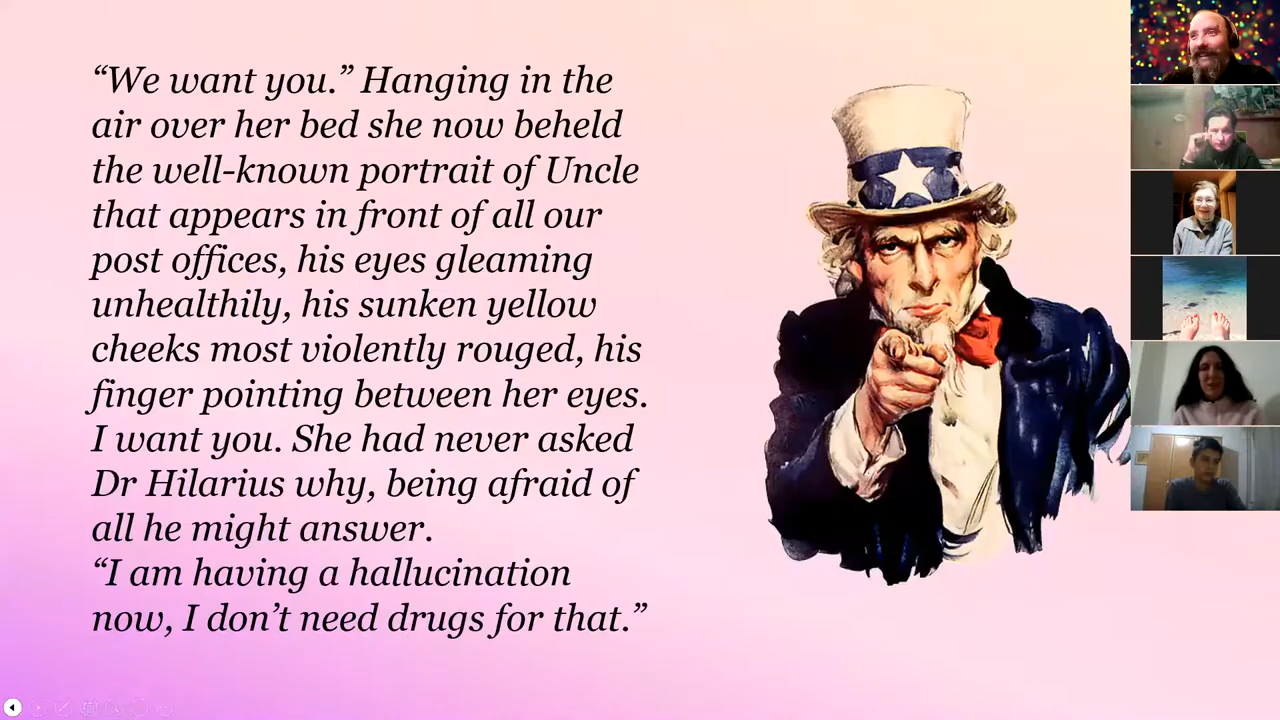 “We want you.” Hanging in the
air over her bed she now beheld
the well-known portrait of Uncle
that appears in front of all our
post offices, his eyes gleaming
unhealthily, his sunken yellow
cheeks most violently rouged, his
finger pointing between her eyes.
I want you. She had never asked
Dr Hilarius why, being afraid of
all he might answer.
“I am having a hallucination
now, I don’t need drugs for that.”